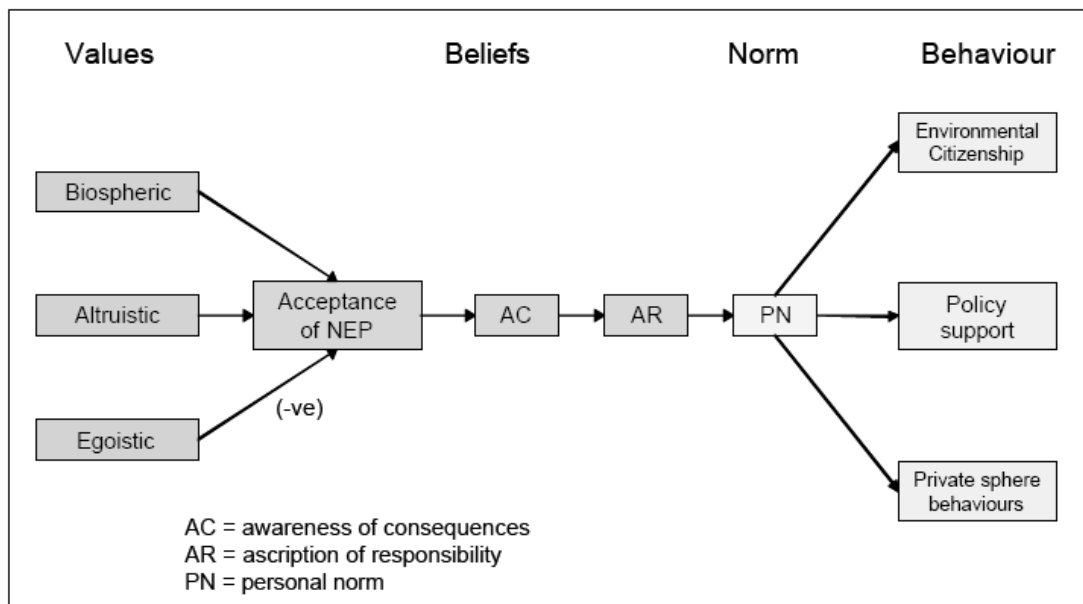 Values
Beliefs
Norm
Behaviour
Environmental
Citizenship
Biospheric
Altruistic
Acceptance
of NEP
AC
AR
PN
Policy
support
(-ve)
Egoistic
Private sphere
behaviours
AC = awareness of consequences
AR = ascription of responsibility
PN = personal norm